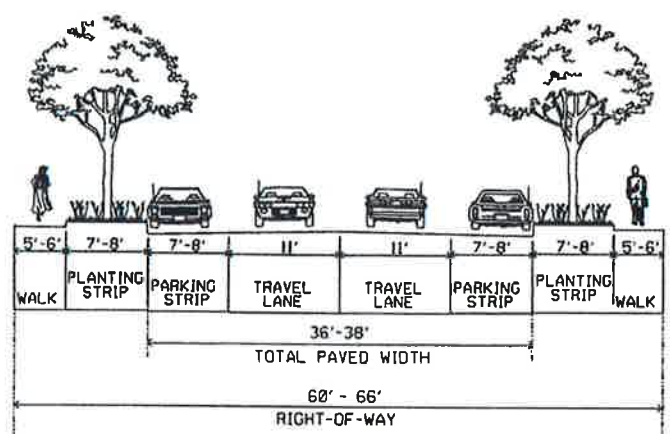 5'-6' 7'-8' 7'-8' 11' 11' 7'-8' 7'-8' 5'-6'
WALK
PLANTING
STRIP
PARKING
STRIP
TRAVEL
LANE
TRAVEL
LANE
PARKING
STRIP
PLANTING
STRIP
WALK
36'-38'
TOTAL PAVED WIDTH
60' - 66'
RIGHT-OF-WAY